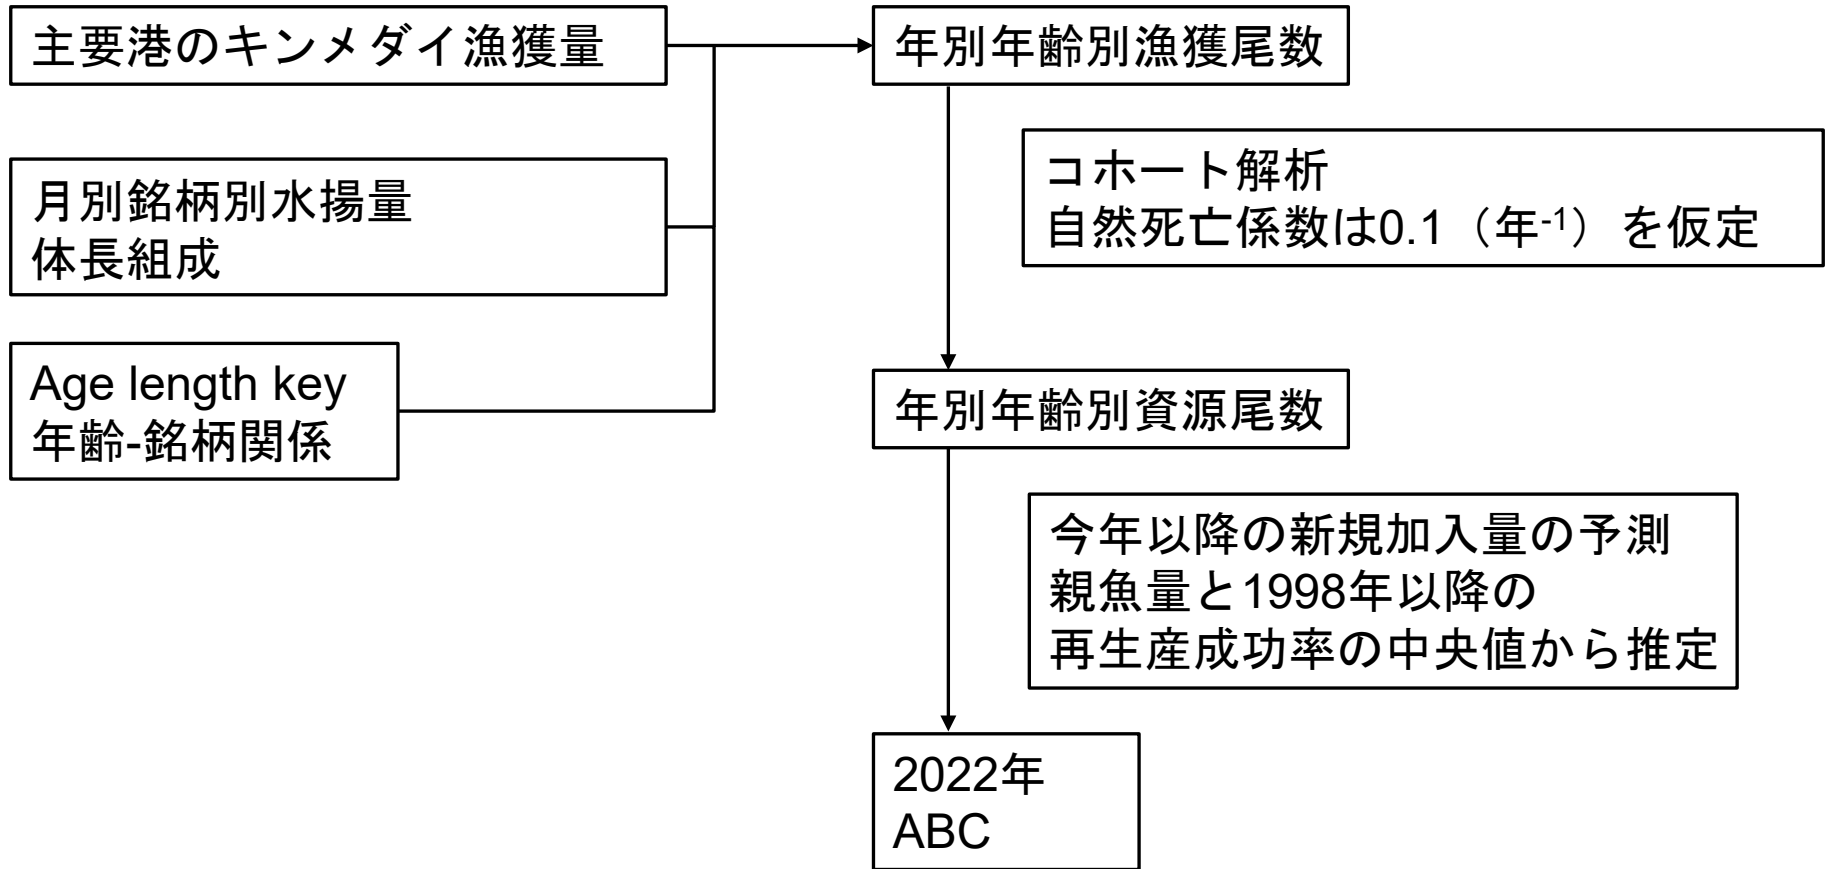 主要港のキンメダイ漁獲量
年別年齢別漁獲尾数
月別銘柄別水揚量
体長組成
コホート解析
自然死亡係数は0.1（年-1）を仮定
Age length key
年齢-銘柄関係
年別年齢別資源尾数
今年以降の新規加入量の予測
親魚量と1998年以降の
再生産成功率の中央値から推定
2022年
ABC